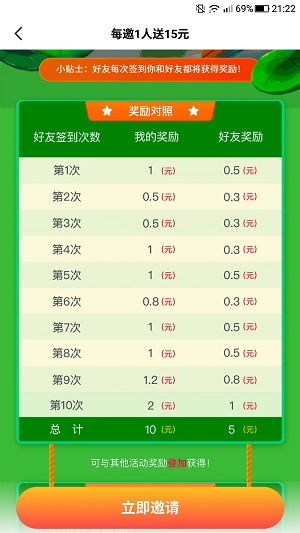 69% 21:22
每邀1人送15元
小贴士：好友每次签到你和好友都将获得奖励！
奖励对照
好友签到次数 我的奖励 好友奖励
第1次 1 (元) 0.5 (元)
第2次 0.5 (元) 0.3 (元)
第3次 0.5 (元) 0.3 (元)
第4次 1 (元) 0.3 (元)
第5次 1 (元) 0.5 (元)
第6次 0.8 (元) 0.3 (元)
第7次 1 (元) 0.5 (元)
第8次 1 (元) 0.5 (元)
第9次 1.2 (元) 0.8 (元)
第10次 2 (元) 1 (元)
总 计 10 (元) 5 (元)
可与其他活动奖励叠加获得！
立即邀请